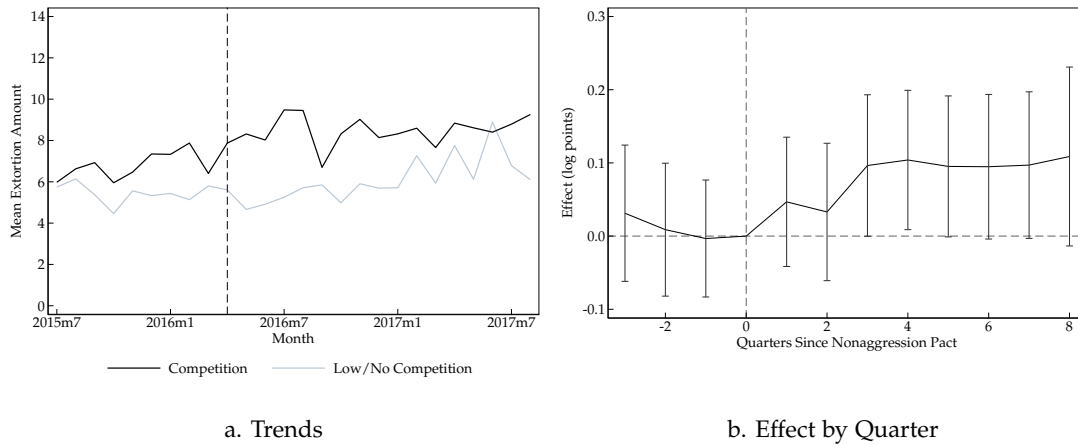 14
12
10
8
6
4
2
0
Mean Extortion Amount
2015m7
2016m1
2016m7
2017m1
2017m7
Month
Competition
Low/No Competition
a. Trends
0.3
0.2
0.1
0.0
-0.1
Effect (log points)
-2
0
2
4
6
8
Quarters Since Nonaggression Pact
b. Effect by Quarter